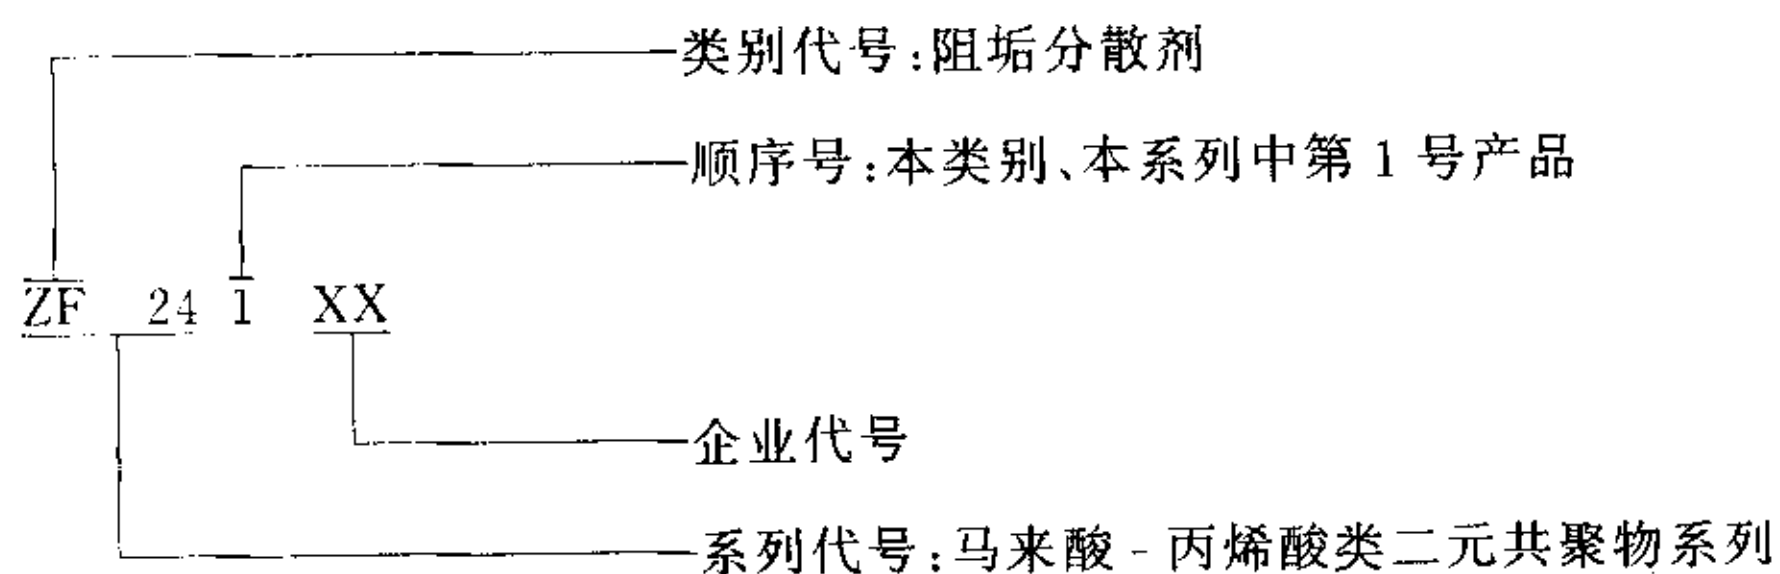 类别代号:阻垢分散剂
顺序号:本类别、本系列中第 1 号产品
ZF 24 1 XX
企业代号
系列代号:马来酸-丙烯酸类二元共聚物系列